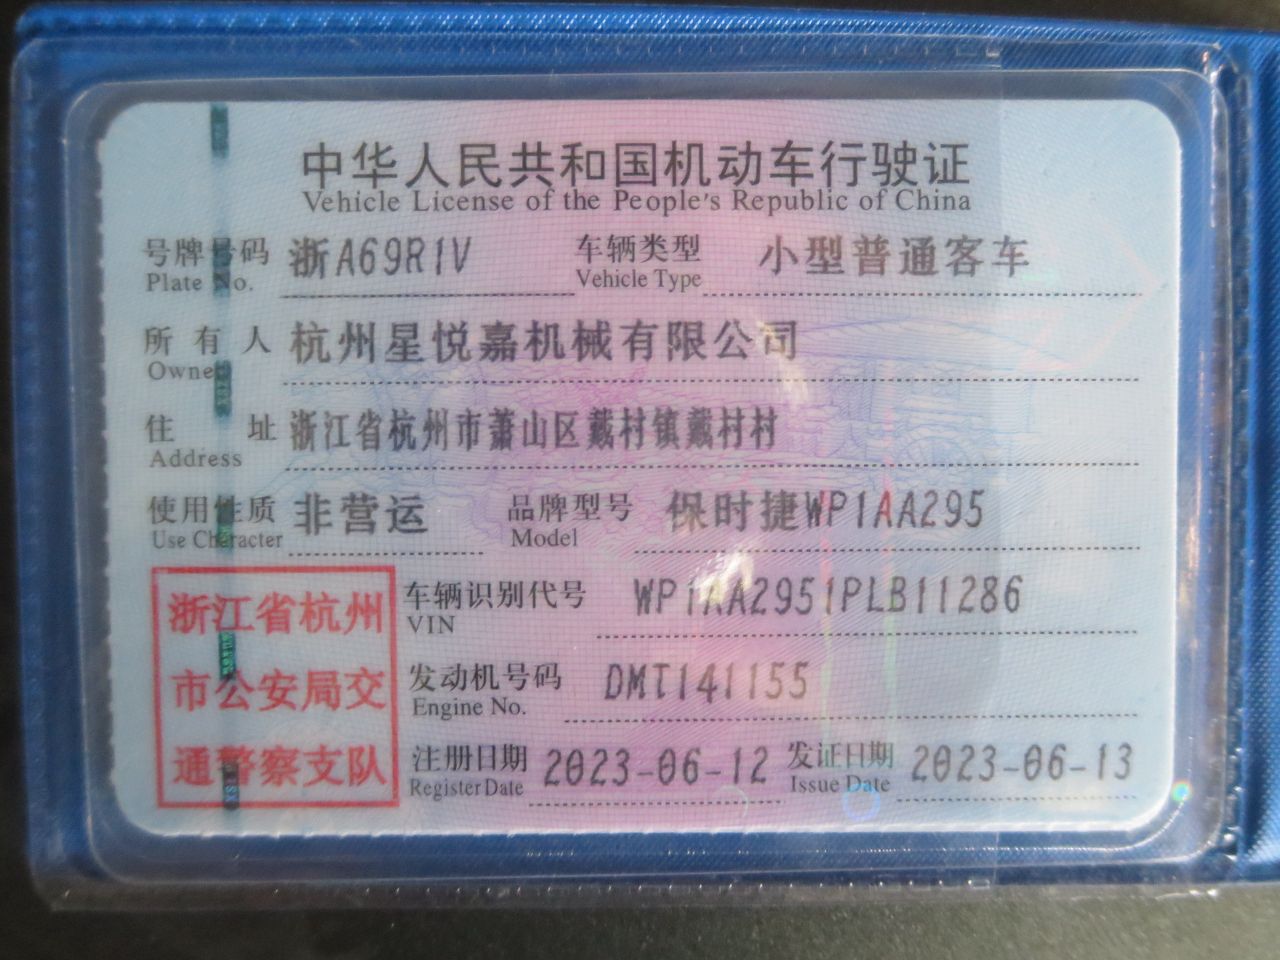 中华人民共和国机动车行驶证
Vehicle License of the People's Republic of China
号牌号码 浙A69R1V 车辆类型 小型普通客车
Plate No. Vehicle Type
所有人 杭州星悦嘉机械有限公司
Owner
住址 浙江省杭州市萧山区戴村镇戴村村
Address
使用性质 非营运 品牌型号 保时捷WP1AA295
Use Character Model
浙江省杭州
市公安局交
通警察支队
车辆识别代号 WP1AA2951PLB11286
VIN
发动机号码 DMT141155
Engine No.
注册日期 2023-06-12 发证日期 2023-06-13
Register Date Issue Date